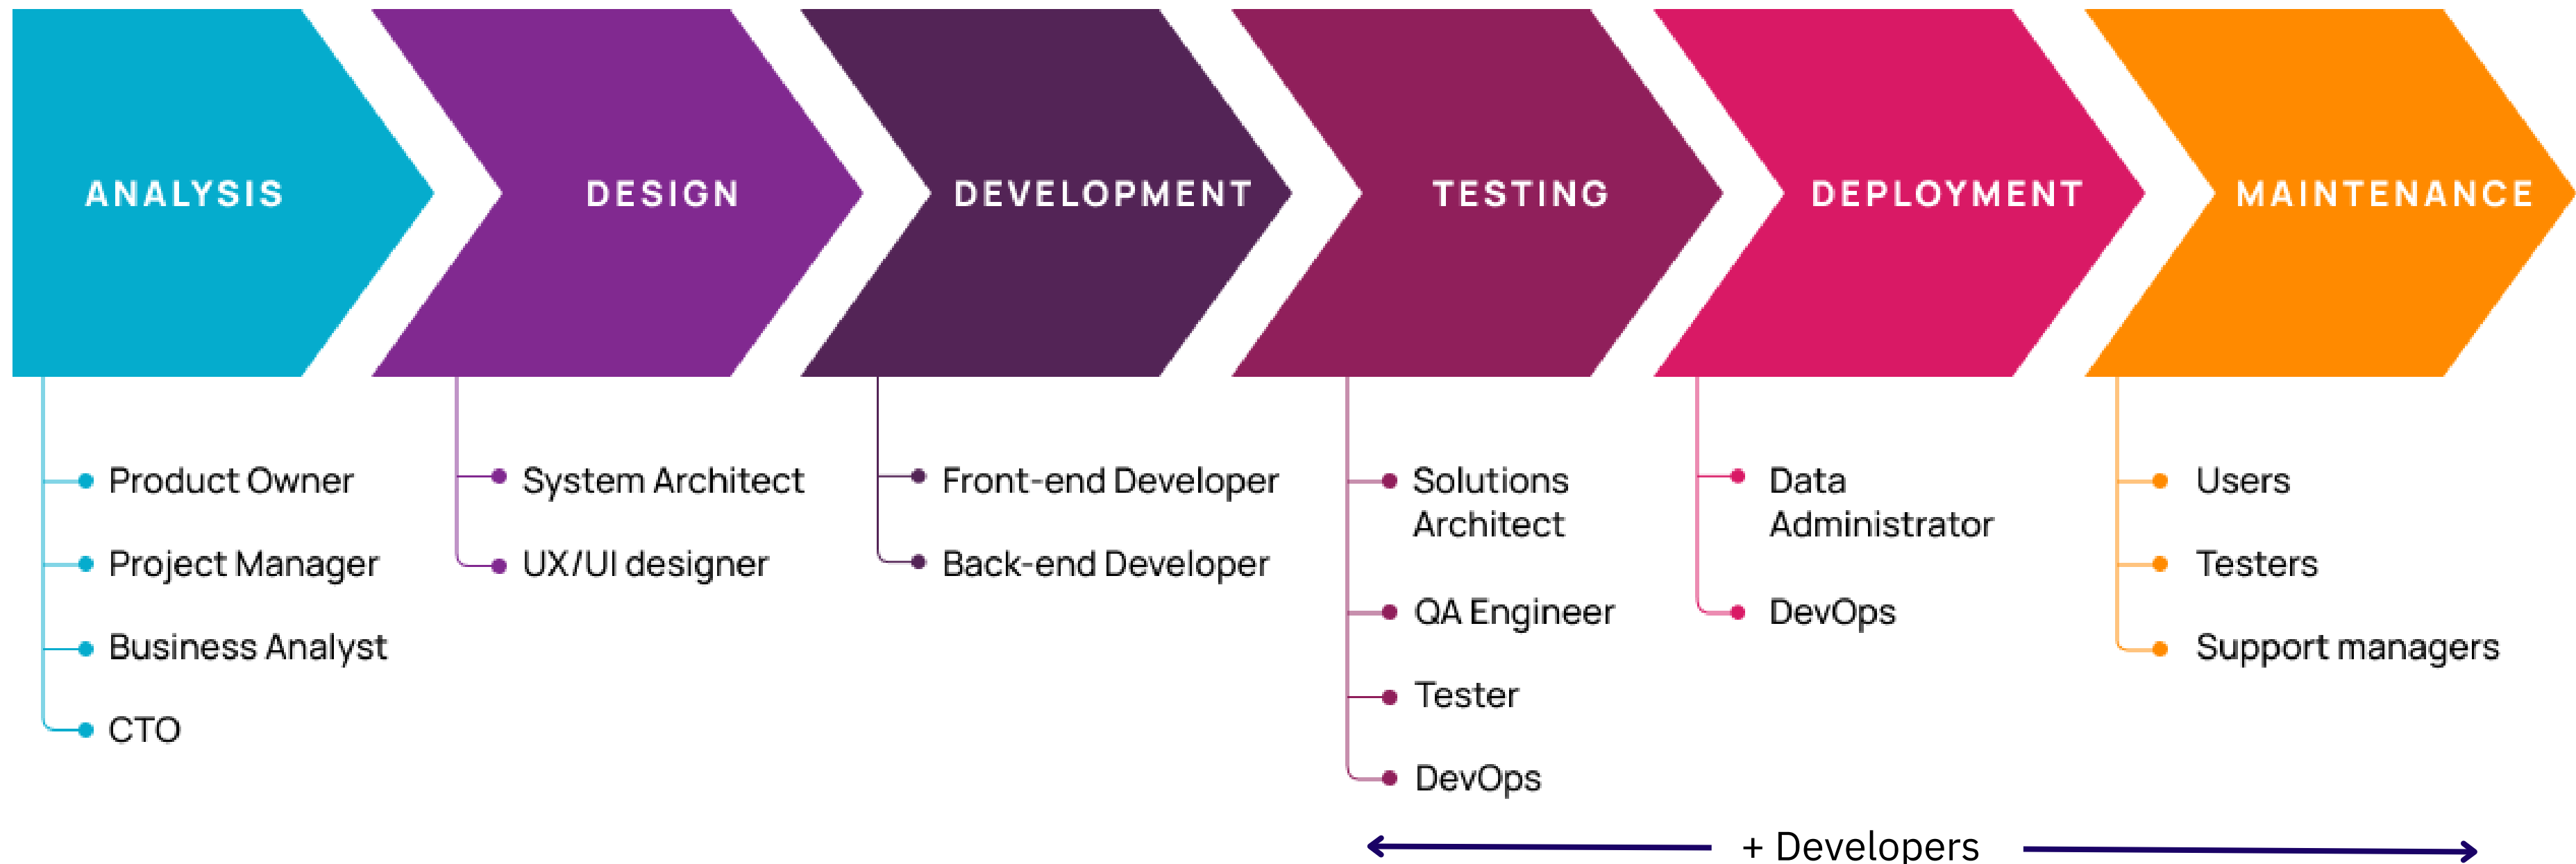 ANALYSIS
DESIGN
DEVELOPMENT
TESTING
DEPLOYMENT
MAINTENANCE
Product Owner
Project Manager
Business Analyst
CTO
System Architect
UX/UI designer
Front-end Developer
Back-end Developer
Solutions
Architect
QA Engineer
Tester
DevOps
Data
Administrator
DevOps
Users
Testers
Support managers
+ Developers